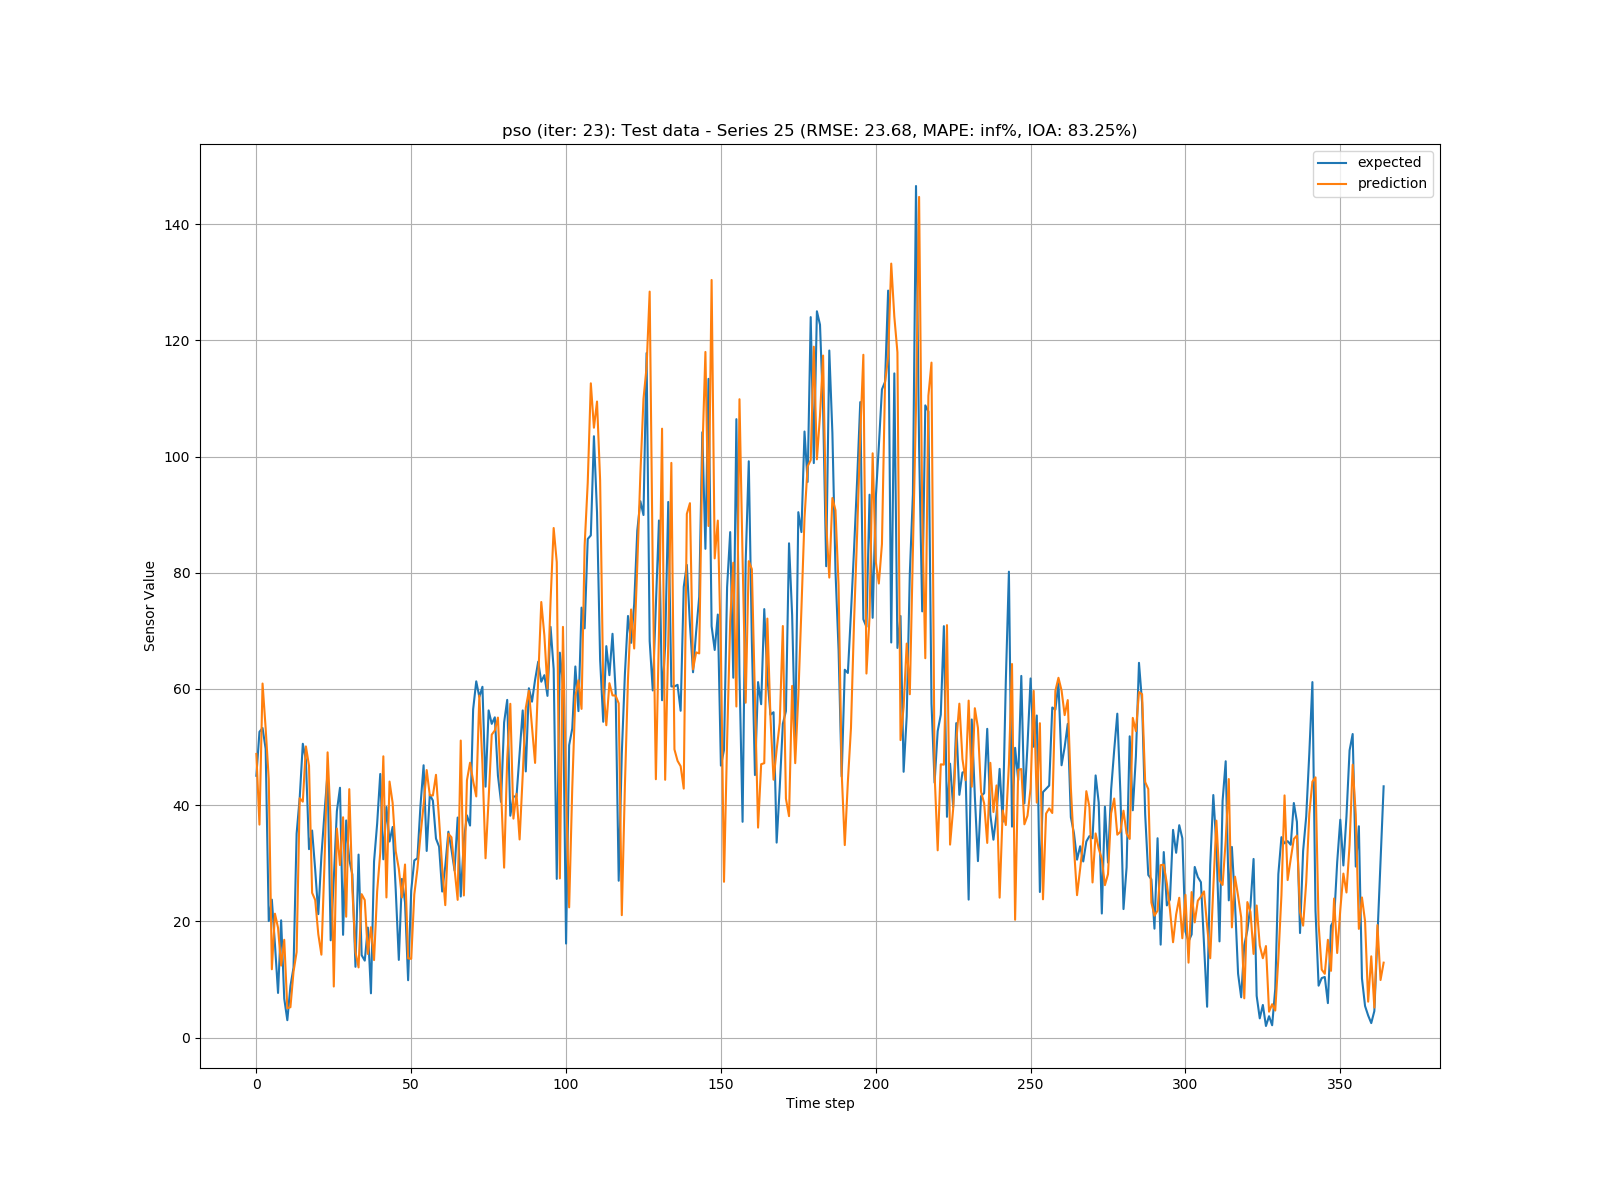 pso (iter: 23): Test data - Series 25 (RMSE: 23.68, MAPE: inf%, IOA: 83.25%)
expected
prediction
140
120
100
80
60
40
20
0
Sensor Value
0 50 100 150 200 250 300 350
Time step